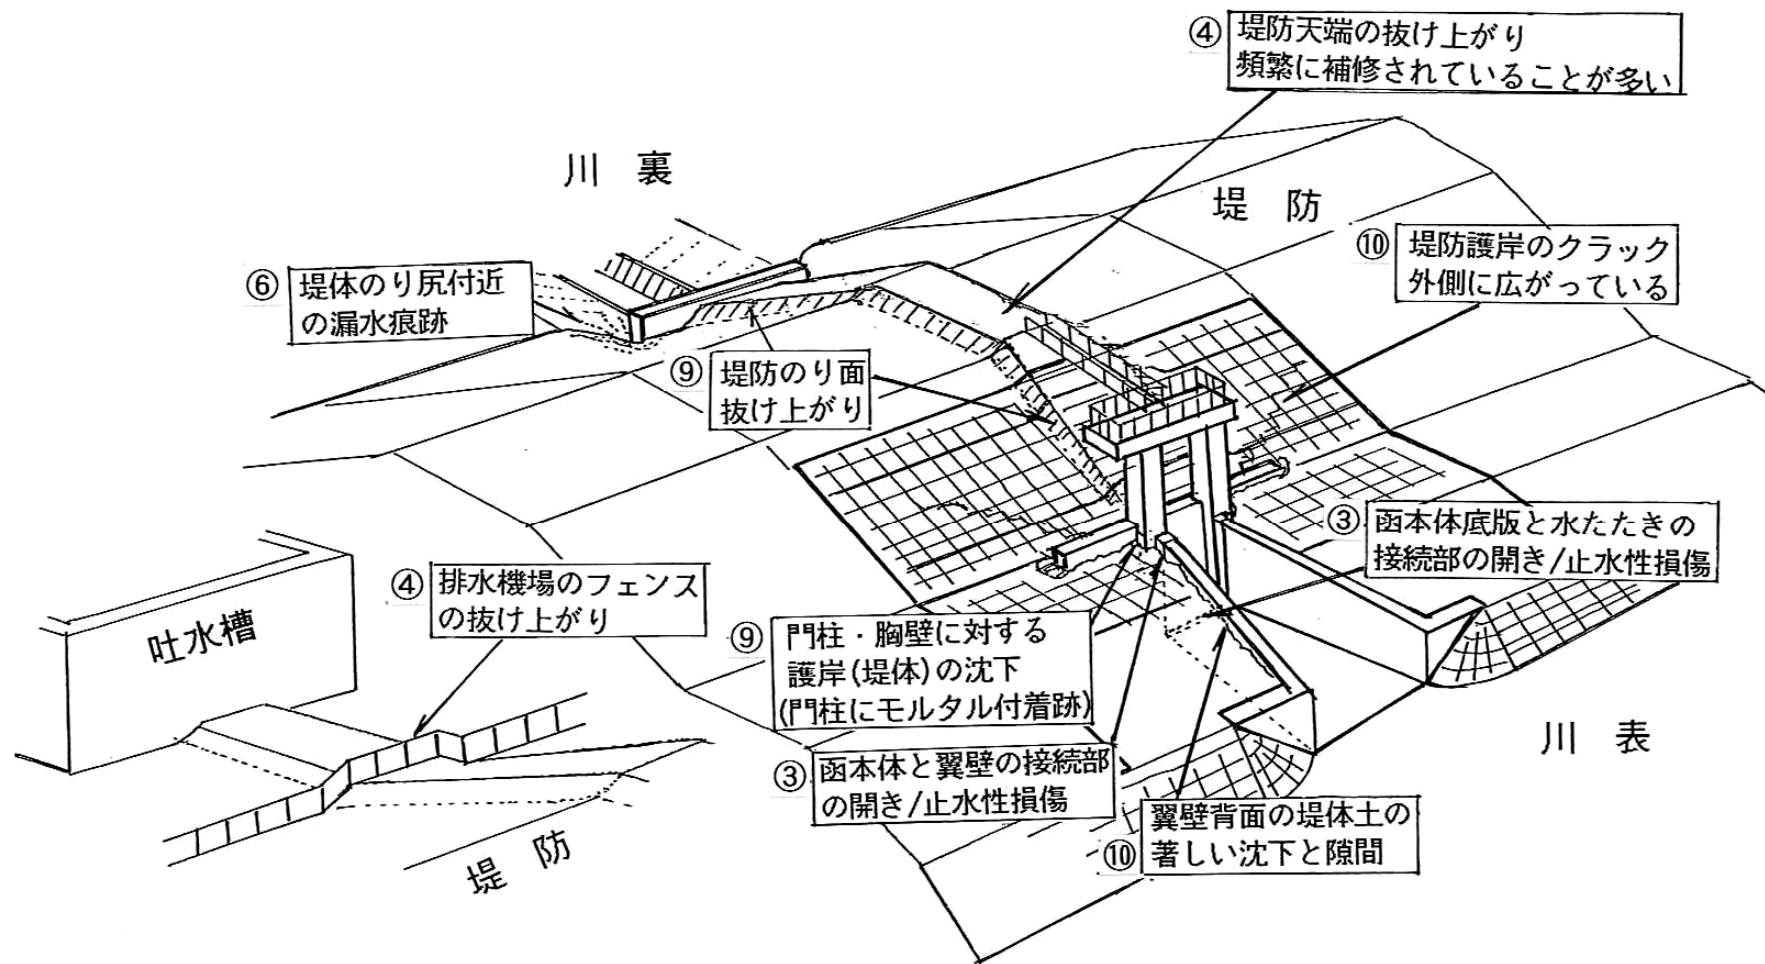 ④ 堤防天端の抜け上がり
頻繁に補修されていることが多い
川裏
堤防
⑩ 堤防護岸のクラック
外側に広がっている
⑥ 堤体のり尻付近
の漏水痕跡
⑨ 堤防のり面
抜け上がり
③ 函本体底版と水たたきの
接続部の開き/止水性損傷
④ 排水機場のフェンス
の抜け上がり
吐水槽
⑨ 門柱・胸壁に対する
護岸(堤体)の沈下
(門柱にモルタル付着跡)
川表
③ 函本体と翼壁の接続部
の開き/止水性損傷
翼壁背面の堤体土の
⑩ 著しい沈下と隙間
堤防